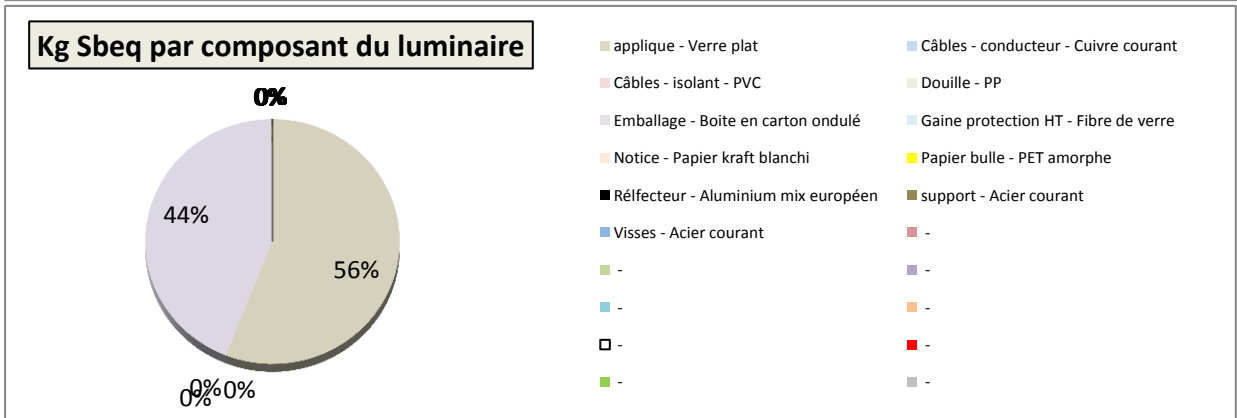 Kg Sbeq par composant du luminaire
0%
44%
56%
0%
0%
0%
applique - Verre plat
Câbles - conducteur - Cuivre courant
Câbles - isolant - PVC
Douille - PP
Emballage - Boite en carton ondulé
Gaine protection HT - Fibre de verre
Notice - Papier kraft blanchi
Papier bulle - PET amorphe
Rélfecteur - Aluminium mix européen
support - Acier courant
Visses - Acier courant
-
-
-
-
-
-
-
-
-